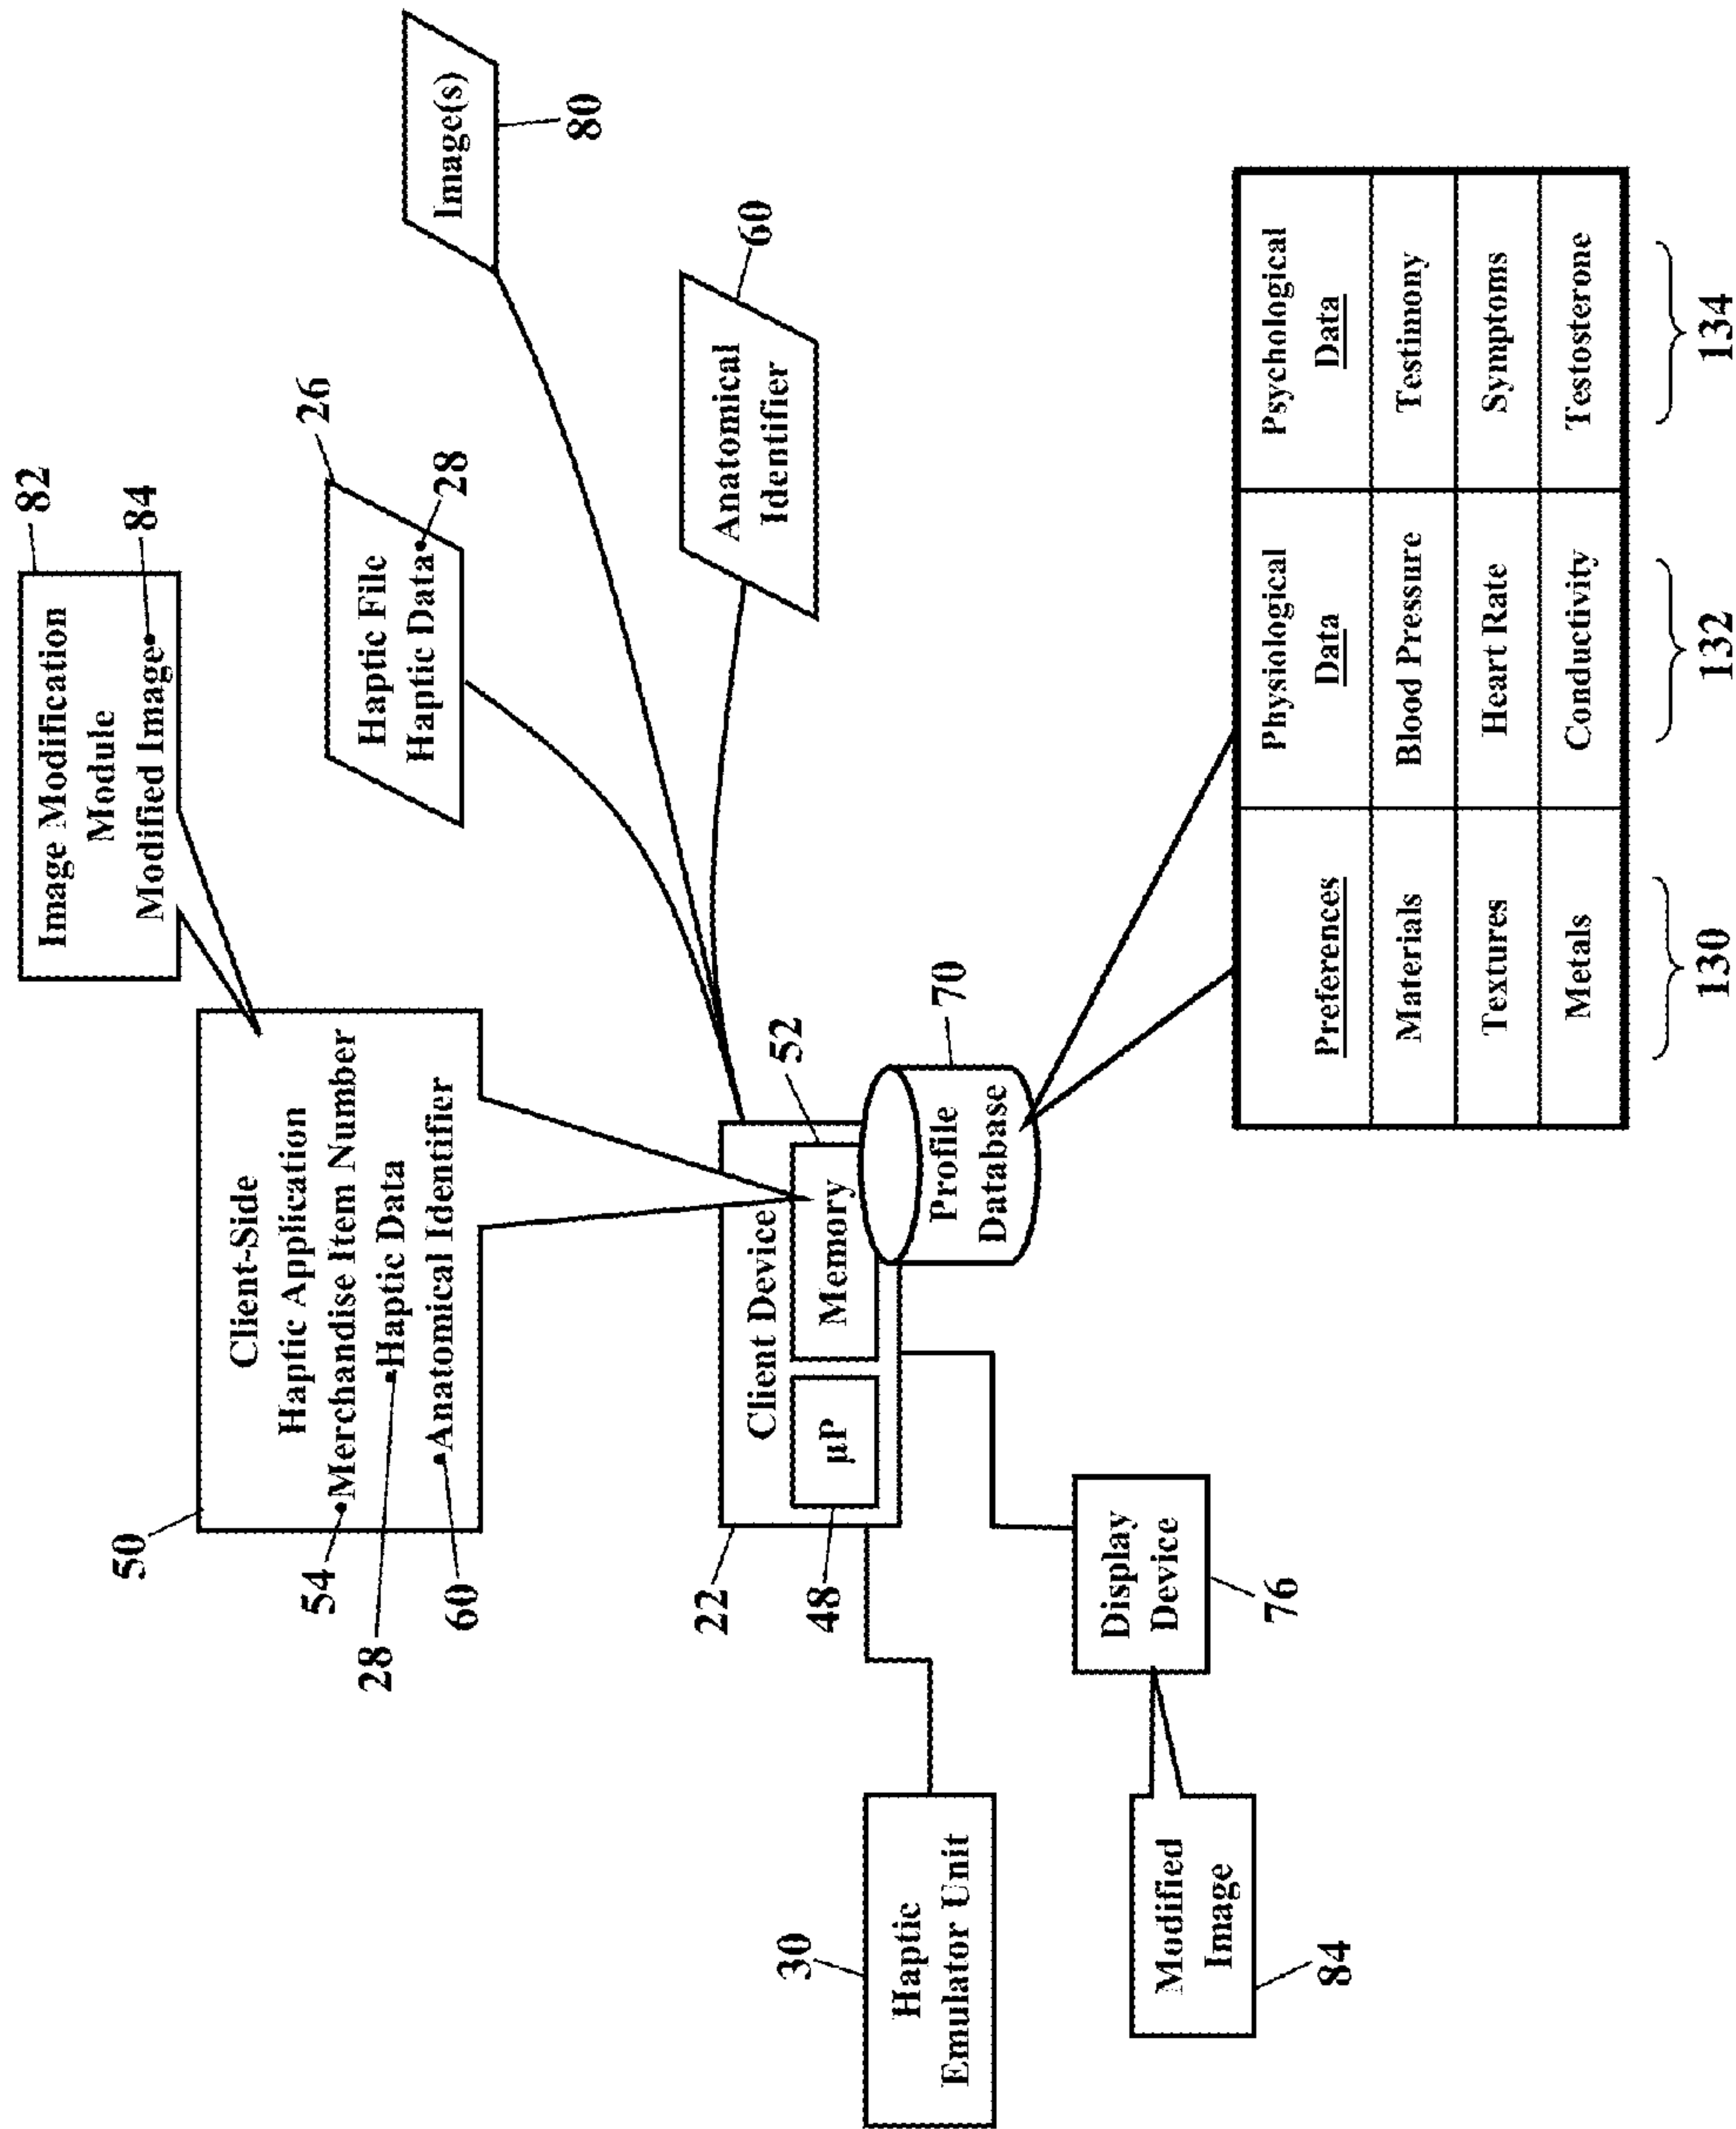 82
Image Modification
Module
Modified Image
84
50
Client-Side
Haptic Application
54
Merchandise Item Number
28
Haptic Data
60
Anatomical Identifier
26
Haptic File
Haptic Data
28
Image(s)
80
Anatomical
Identifier
60
22
Client Device
48
µP
Memory
52
Profile
Database
70
30
Haptic
Emulator Unit
Display
Device
76
Modified
Image
84
Preferences
Physiological
Data
Psychological
Data
Materials
Blood Pressure
Testimony
Textures
Heart Rate
Symptoms
Metals
Conductivity
Testosterone
130
132
134